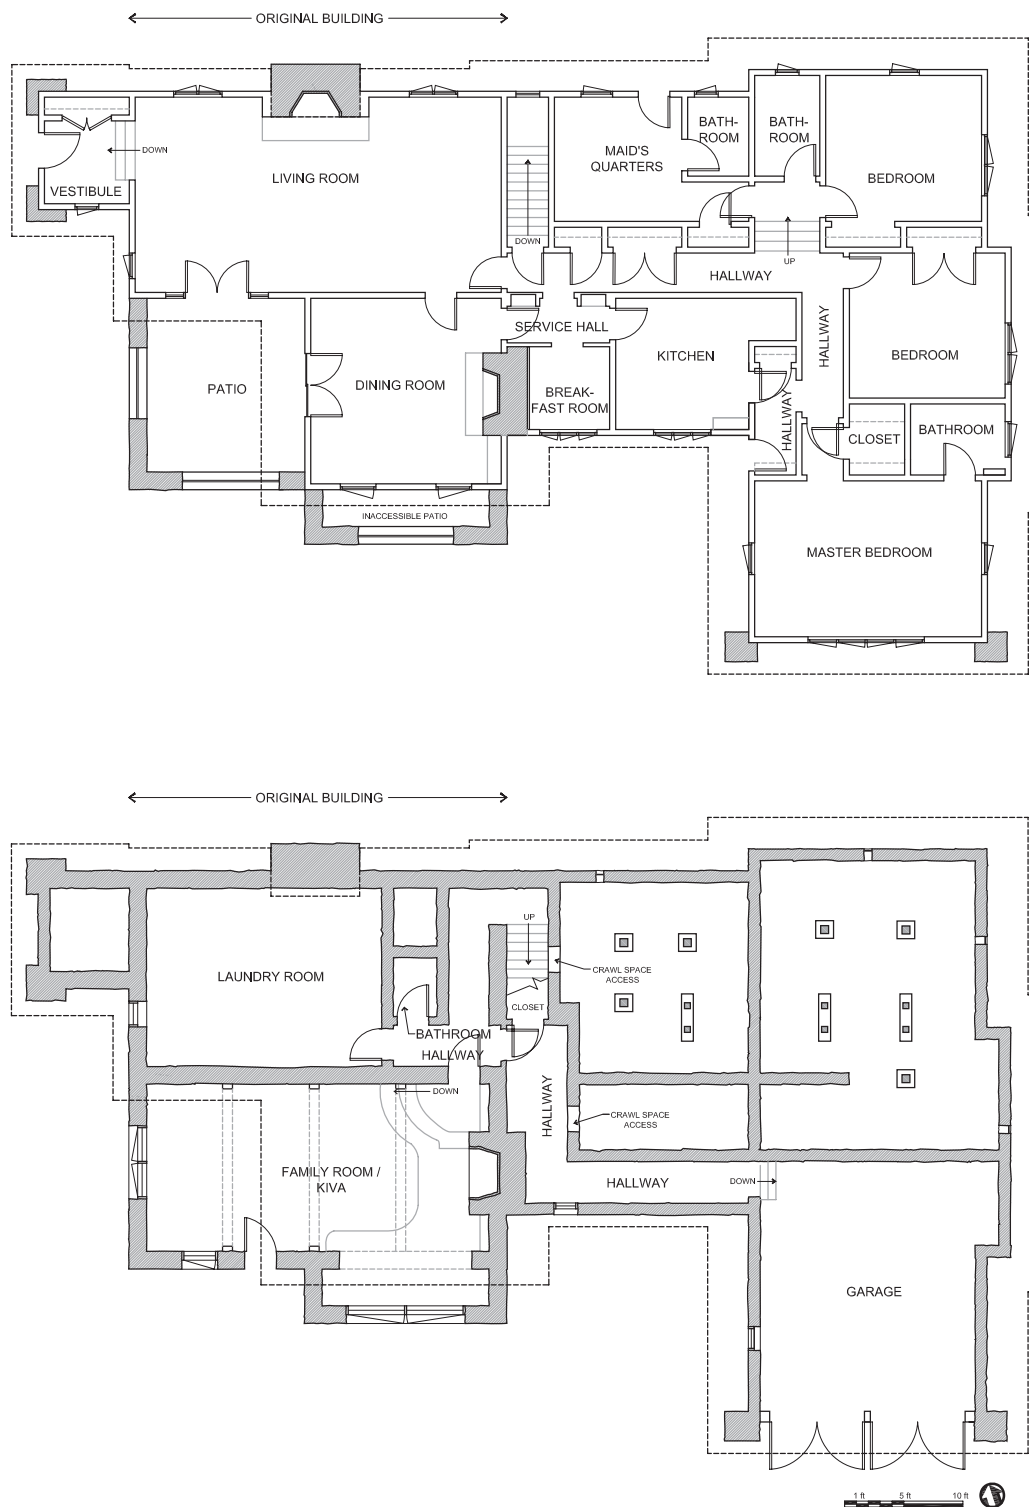 ORIGINAL BUILDING
BATH-
ROOM
BATH-
ROOM
MAID'S
QUARTERS
DOWN
LIVING ROOM
BEDROOM
VESTIBULE
DOWN
UP
HALLWAY
SERVICE HALL
HALLWAY
KITCHEN
BEDROOM
PATIO
DINING ROOM
BREAK-
FAST ROOM
HALLWAY
CLOSET
BATHROOM
INACCESSIBLE PATIO
MASTER BEDROOM
ORIGINAL BUILDING
UP
LAUNDRY ROOM
CRAWL SPACE
ACCESS
CLOSET
BATHROOM
HALLWAY
DOWN
HALLWAY
CRAWL SPACE
ACCESS
FAMILY ROOM /
KIVA
HALLWAY
DOWN
GARAGE
1 ft 5 ft 10 ft